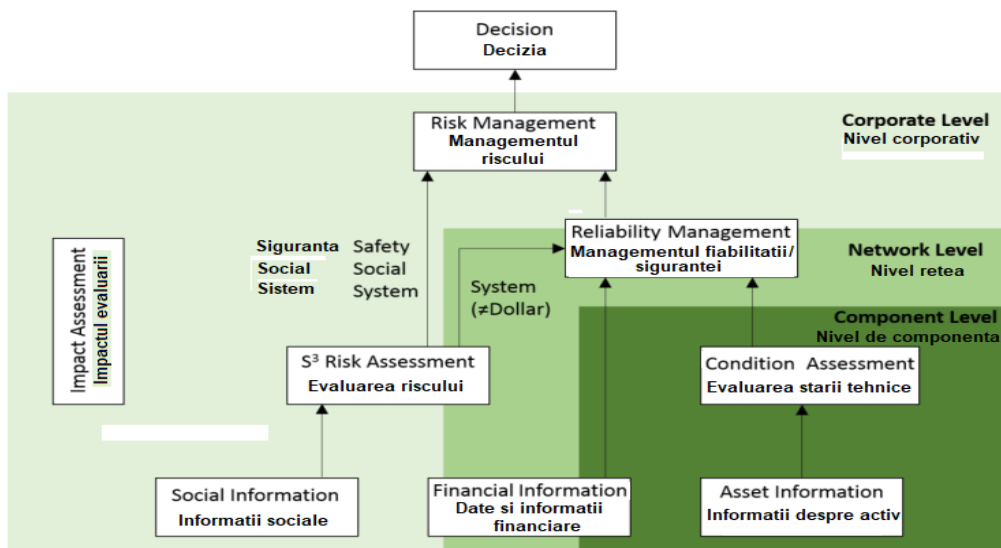 Decision
Decizia
Corporate Level
Nivel corporativ
Risk Management
Managementul
riscului
Impact Assessment
Impactul evaluarii
Siguranta Safety
Social Social
Sistem System
Reliability Management
Managementul fiabilitatii/
sigurantei
Network Level
Nivel retea
System
(≠Dollar)
Component Level
Nivel de componenta
S³ Risk Assessment
Evaluarea riscului
Condition Assessment
Evaluarea starii tehnice
Social Information
Informatii sociale
Financial Information
Date si informatii
financiare
Asset Information
Informatii despre activ